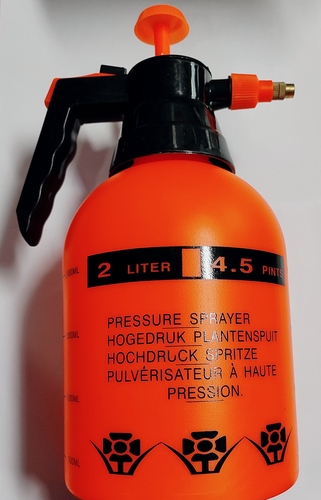 2 LITER 4.5 PINTS
PRESSURE SPRAYER
HOGEDRUK PLANTENSPUIT
HOCHDRUCK SPRITZE
PULVÉRISATEUR À HAUTE
PRESSION.